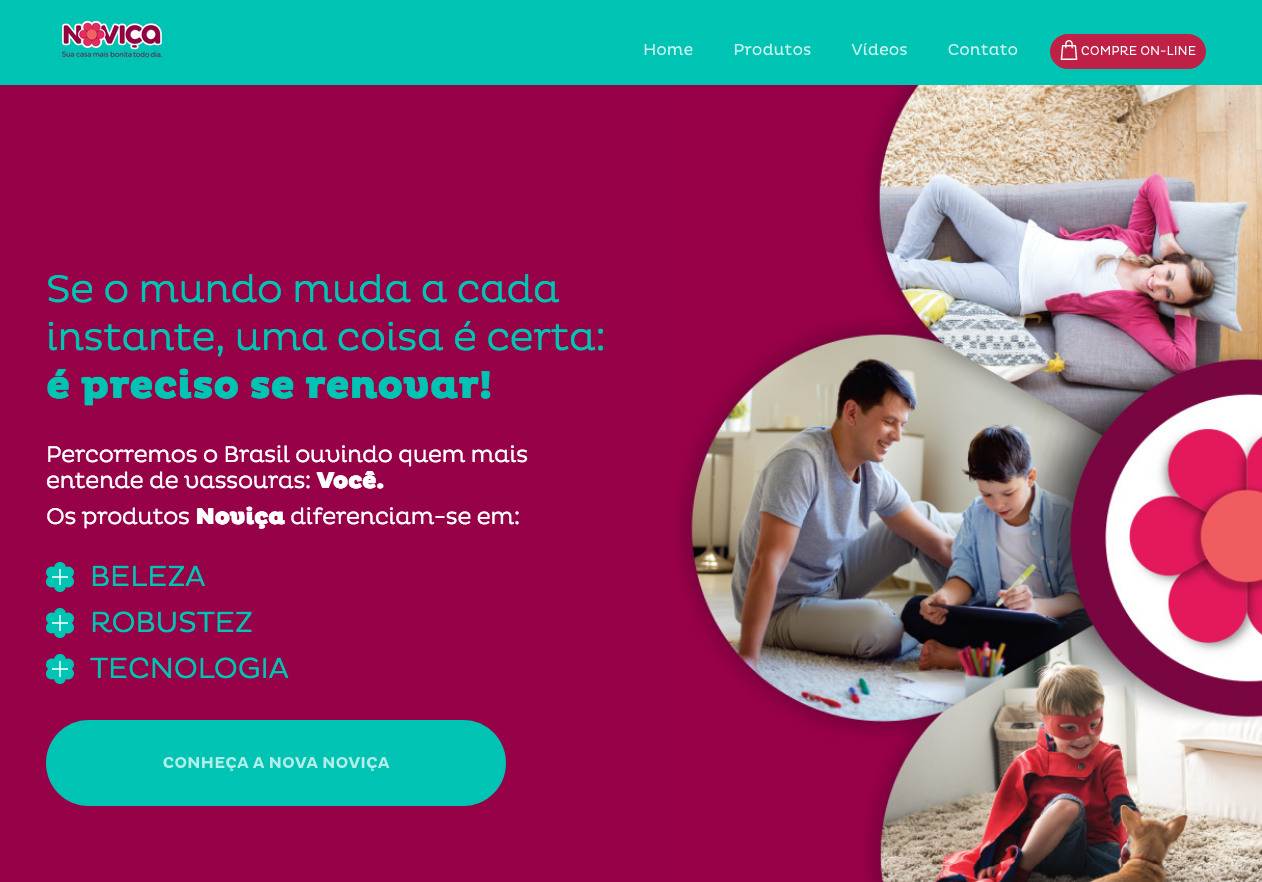 NOVIÇA
Sua casa mais bonita todo dia.
Home
Produtos
Vídeos
Contato
COMPRE ON-LINE
Se o mundo muda a cada
instante, uma coisa é certa:
é preciso se renovar!
Percorremos o Brasil ouvindo quem mais
entende de vassouras: Você.
Os produtos Noviça diferenciam-se em:
BELEZA
ROBUSTEZ
TECNOLOGIA
CONHEÇA A NOVA NOVIÇA